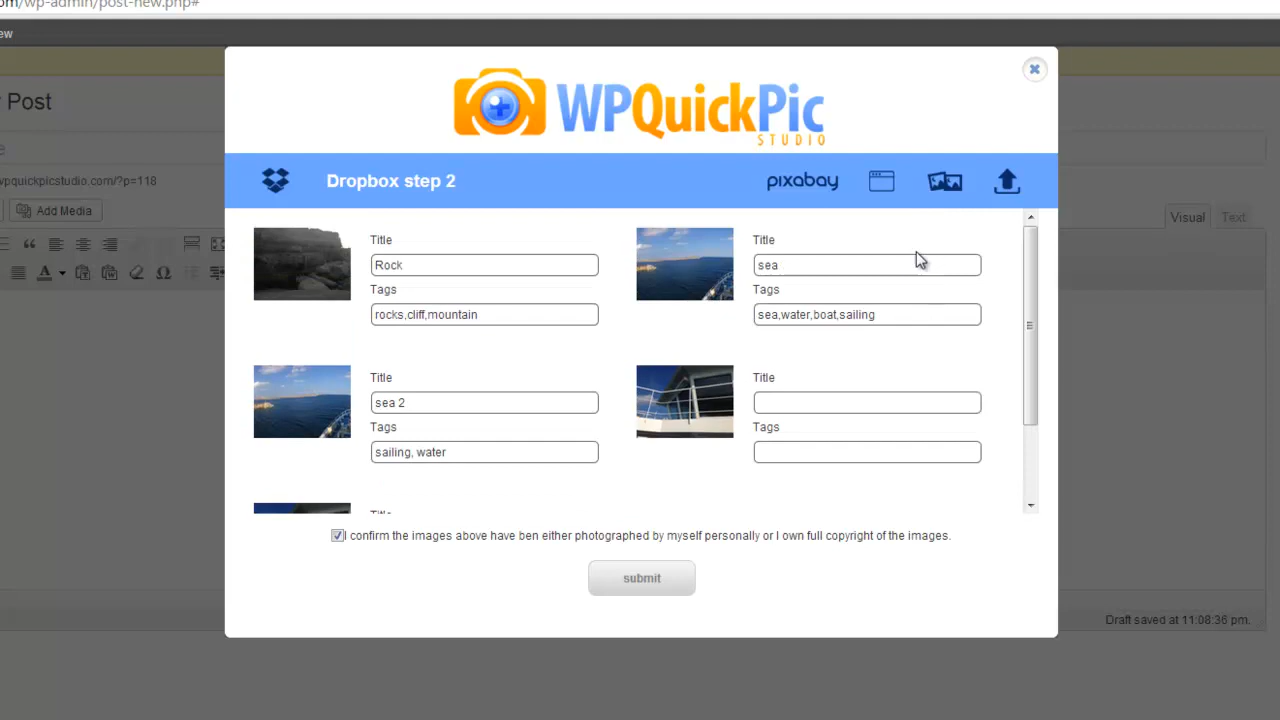 om/wp-admin/post-new.php#
ew
WPQuickPic
STUDIO
Post
Dropbox step 2
pixabay
wpquickpicstudio.com/?p=118
Add Media
Visual Text
Title
Rock
Tags
rocks,cliff,mountain
Title
sea
Tags
sea,water,boat,sailing
Title
sea 2
Tags
sailing, water
Title
Tags
Title
I confirm the images above have ben either photographed by myself personally or I own full copyright of the images.
submit
Draft saved at 11:08:36 pm.